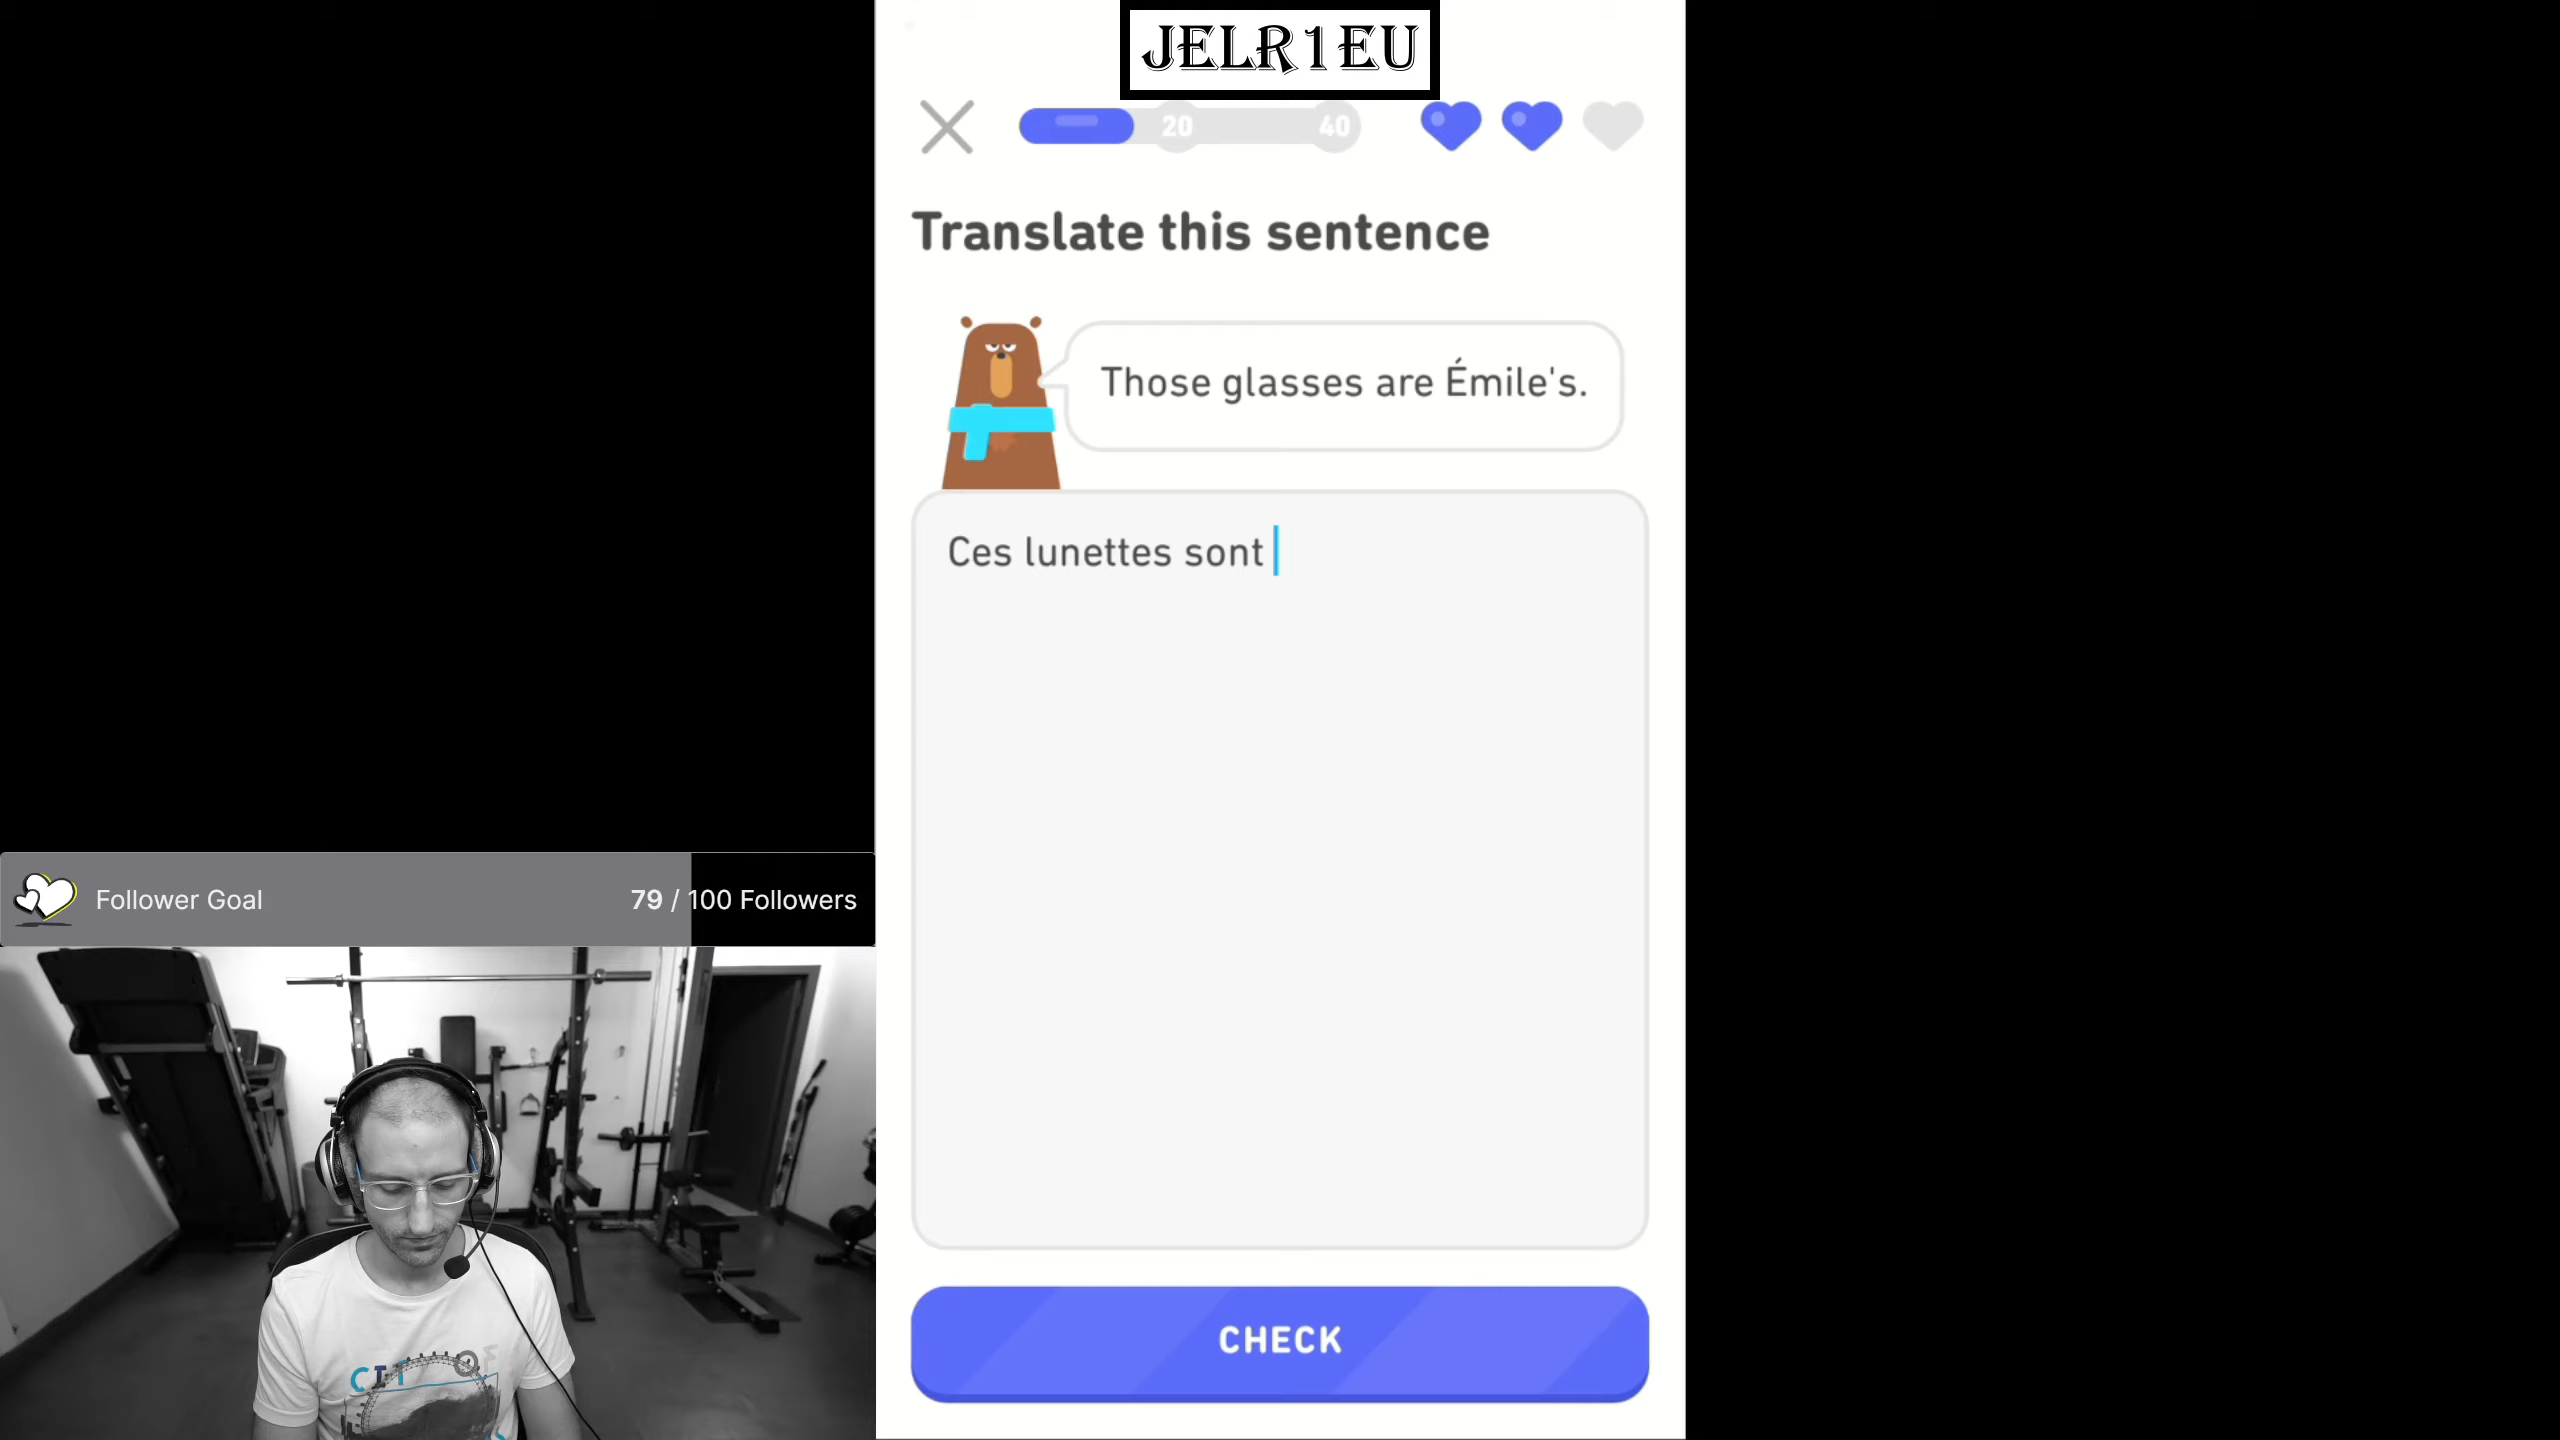 JELR1EU
20
40
Translate this sentence
Those glasses are Émile's.
Ces lunettes sont
Follower Goal
79 / 100 Followers
CHECK